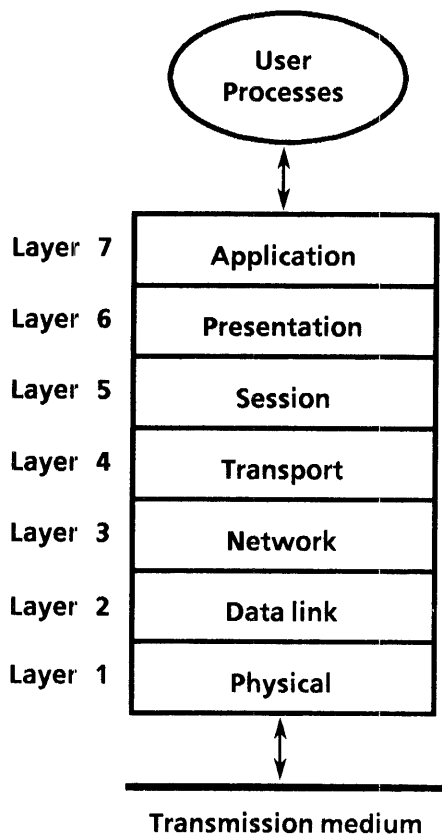 User
Processes
Layer 7
Application
Layer 6
Presentation
Layer 5
Session
Layer 4
Transport
Layer 3
Network
Layer 2
Data link
Layer 1
Physical
Transmission medium